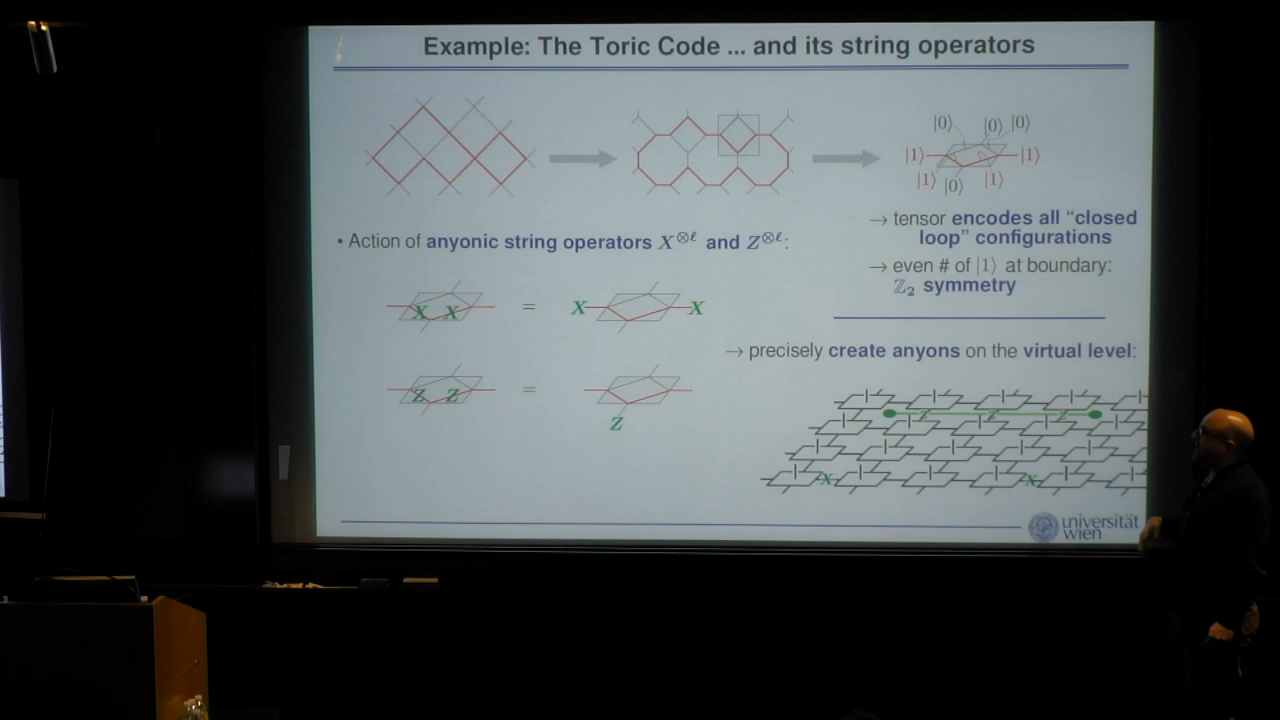 Example: The Toric Code ... and its string operators
|0⟩ |0⟩ |0⟩
|1⟩ |1⟩
|1⟩ |0⟩ |1⟩
→ tensor encodes all “closed
loop” configurations
• Action of anyonic string operators X^{⊗ℓ} and Z^{⊗ℓ}:
→ even # of |1⟩ at boundary:
ℤ₂ symmetry
X X = X X
→ precisely create anyons on the virtual level:
Z Z = Z
Z Z Z
X X
universität
wien